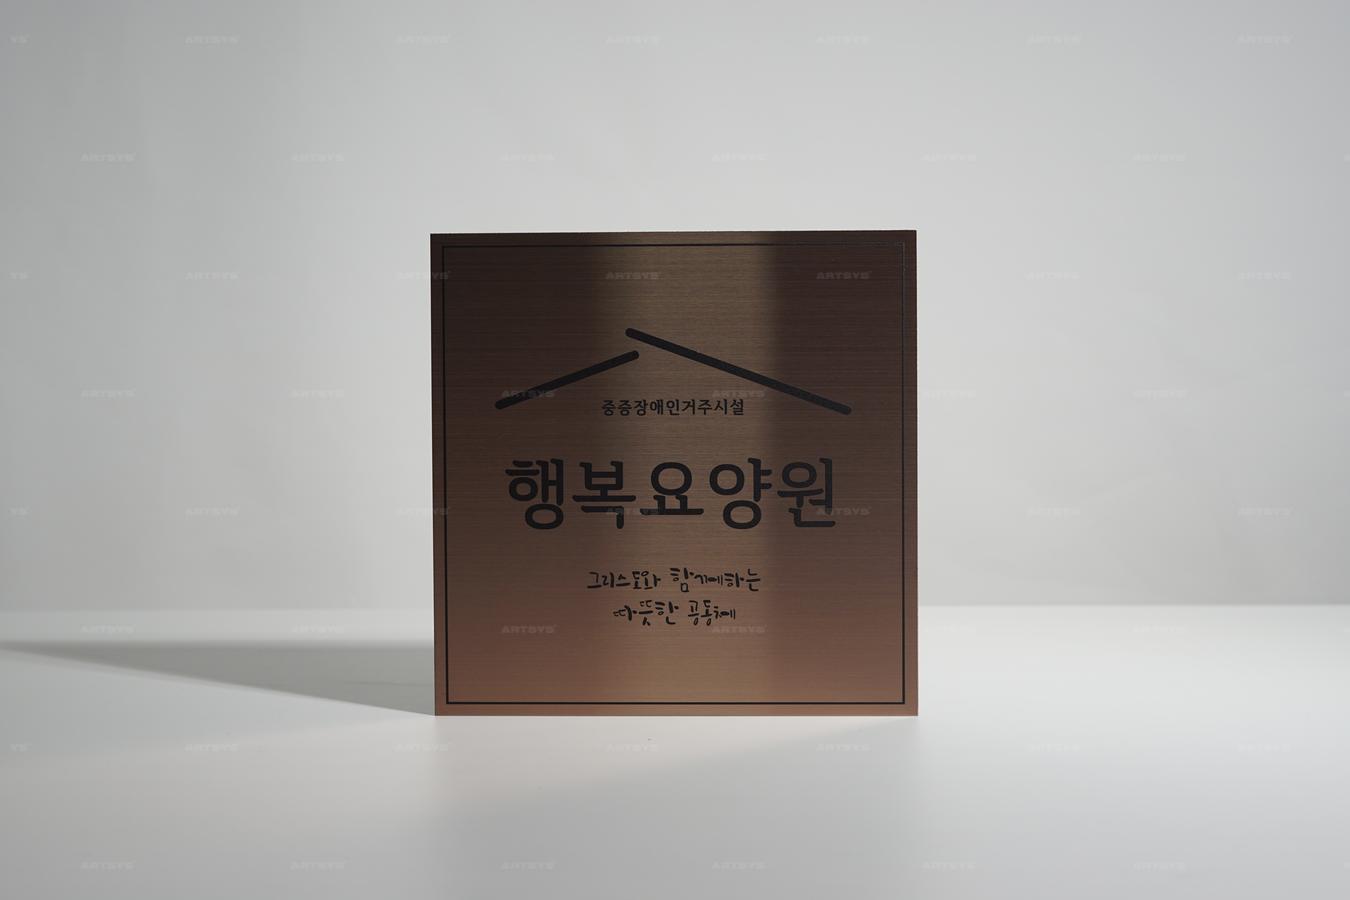 중증장애인거주시설
행복요양원
그리스도와 함께하는
따뜻한 공동체
ARTSYS